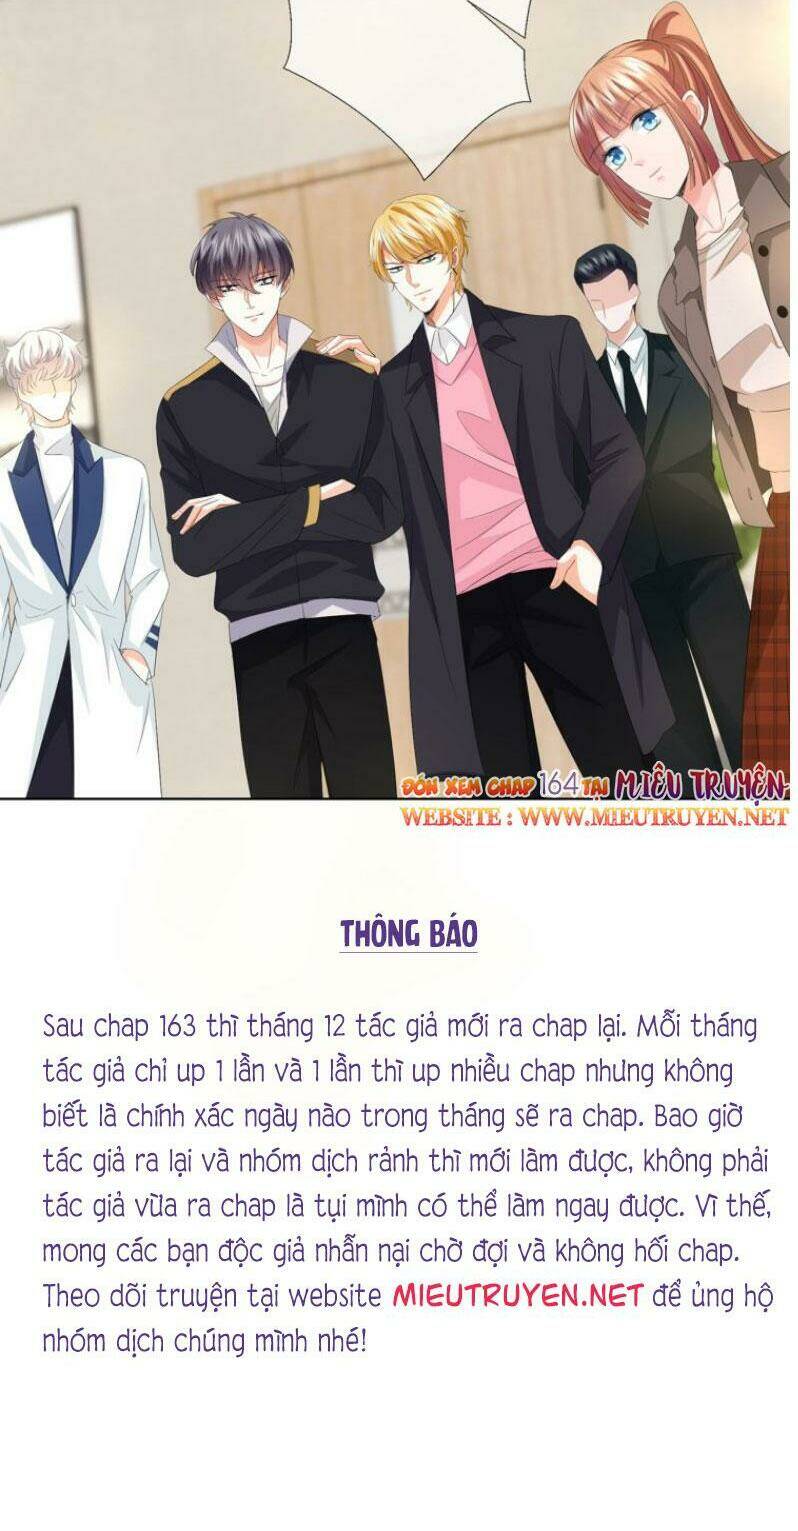 ĐÓN XEM CHAP 164 TẠI MIÊU TRUYỆN
WEBSITE : WWW.MIEUTRUYEN.NET
THÔNG BÁO
Sau chap 163 thì tháng 12 tác giả mới ra chap lại. Mỗi tháng
tác giả chỉ up 1 lần và 1 lần thì up nhiều chap nhưng không
biết là chính xác ngày nào trong tháng sẽ ra chap. Bao giờ
tác giả ra lại và nhóm dịch rảnh thì mới làm được, không phải
tác giả vừa ra chap là tụi mình có thể làm ngay được. Vì thế,
mong các bạn độc giả nhẫn nại chờ đợi và không hối chap.
Theo dõi truyện tại website MIEUTRUYEN.NET để ủng hộ
nhóm dịch chúng mình nhé!